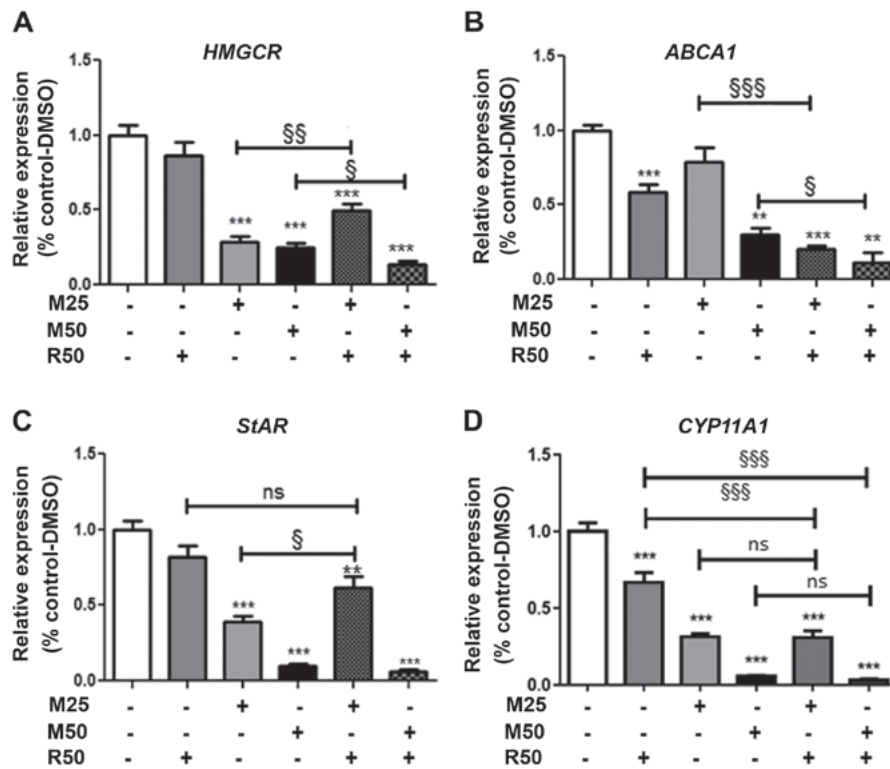 A
HMGCR
Relative expression
(% control-DMSO)
1.5
1.0
0.5
0.0
§§
§
***
***
***
***
M25 - - + - + -
M50 - - - + - +
R50 - + - - + +
B
ABCA1
Relative expression
(% control-DMSO)
1.5
1.0
0.5
0.0
§§§
§
***
**
***
**
M25 - - + - + -
M50 - - - + - +
R50 - + - - + +
C
StAR
Relative expression
(% control-DMSO)
1.5
1.0
0.5
0.0
ns
§
***
***
**
***
M25 - - + - + -
M50 - - - + - +
R50 - + - - + +
D
CYP11A1
Relative expression
(% control-DMSO)
1.5
1.0
0.5
0.0
§§§
§§§
ns
ns
***
***
***
***
***
M25 - - + - + -
M50 - - - + - +
R50 - + - - + +